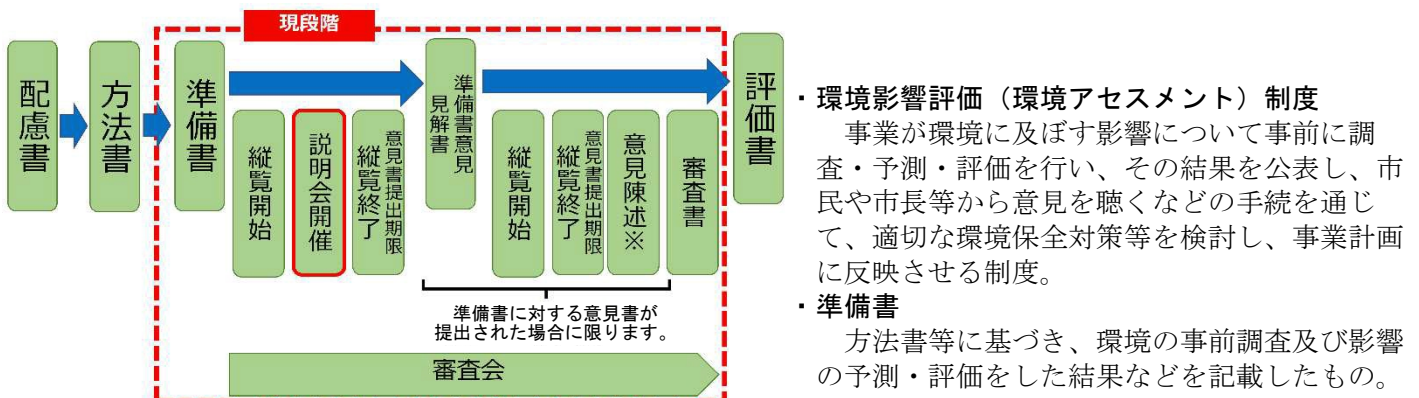 現段階
配慮書
方法書
準備書
縦覧開始
説明会開催
意見書提出期限
縦覧終了
準備書意見
見解書
縦覧開始
意見書提出期限
縦覧終了
意見陳述※
審査書
評価書
準備書に対する意見書が
提出された場合に限ります。
審査会
・環境影響評価（環境アセスメント）制度
事業が環境に及ぼす影響について事前に調
査・予測・評価を行い、その結果を公表し、市
民や市長等から意見を聴くなどの手続を通じ
て、適切な環境保全対策等を検討し、事業計画
に反映させる制度。
・準備書
方法書等に基づき、環境の事前調査及び影響
の予測・評価をした結果などを記載したもの。